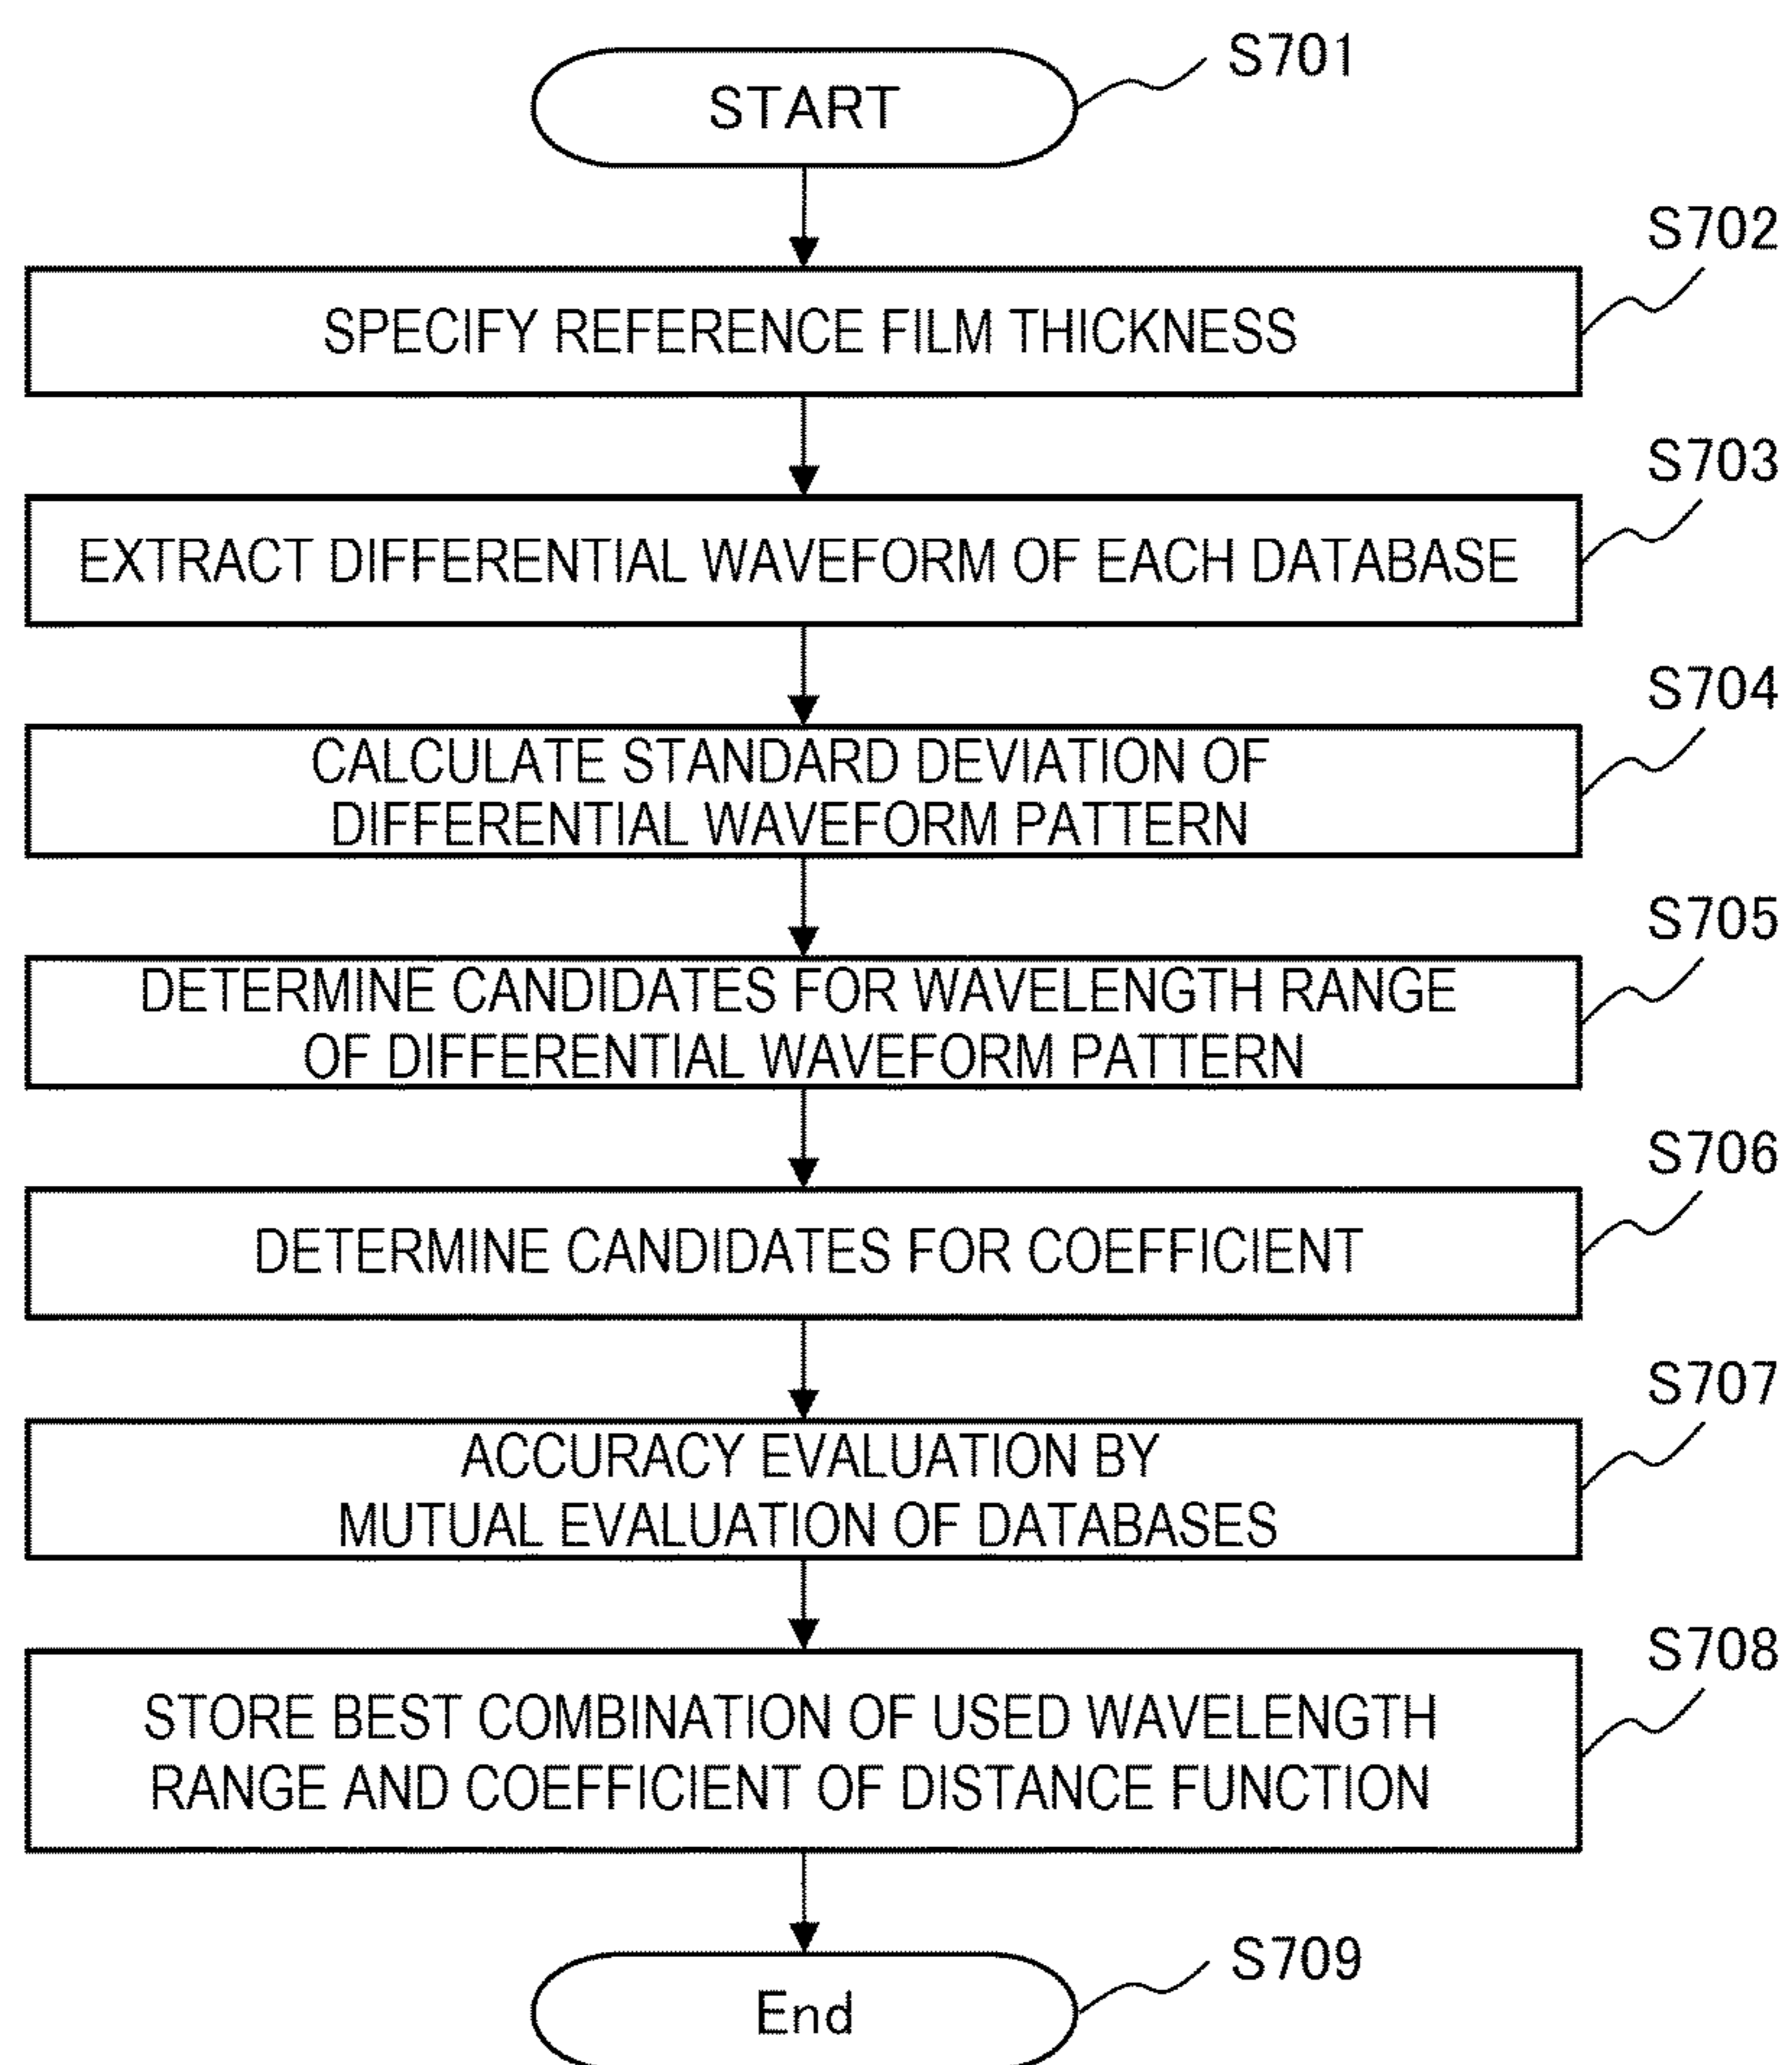 START
S701
S702
SPECIFY REFERENCE FILM THICKNESS
S703
EXTRACT DIFFERENTIAL WAVEFORM OF EACH DATABASE
S704
CALCULATE STANDARD DEVIATION OF
DIFFERENTIAL WAVEFORM PATTERN
S705
DETERMINE CANDIDATES FOR WAVELENGTH RANGE
OF DIFFERENTIAL WAVEFORM PATTERN
S706
DETERMINE CANDIDATES FOR COEFFICIENT
S707
ACCURACY EVALUATION BY
MUTUAL EVALUATION OF DATABASES
S708
STORE BEST COMBINATION OF USED WAVELENGTH
RANGE AND COEFFICIENT OF DISTANCE FUNCTION
S709
End